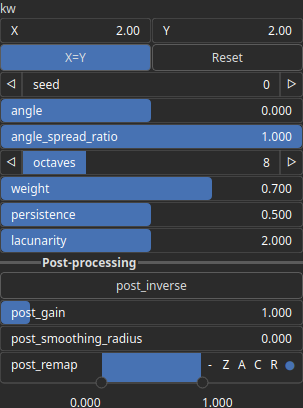 kw
X 2.00 Y 2.00
X=Y Reset
seed 0
angle 0.000
angle_spread_ratio 1.000
octaves 8
weight 0.700
persistence 0.500
lacunarity 2.000
Post-processing
post_inverse
post_gain 1.000
post_smoothing_radius 0.000
post_remap - Z A C R
0.000 1.000